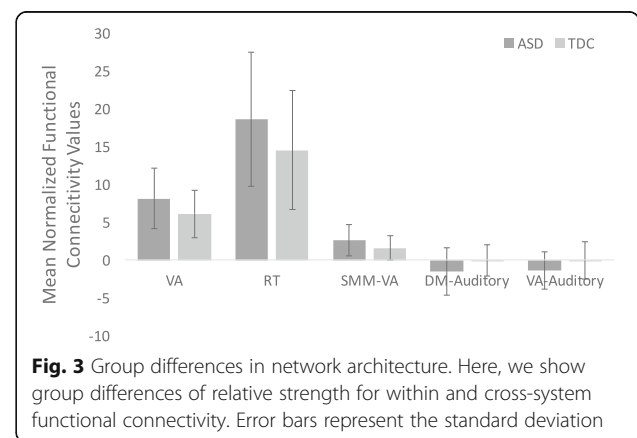 30
25
20
15
10
5
0
-5
-10
Mean Normalized Functional
Connecitivity Values
ASD TDC
VA RT SMM-VA DM-Auditory VA-Auditory
Fig. 3 Group differences in network architecture. Here, we show
group differences of relative strength for within and cross-system
functional connectivity. Error bars represent the standard deviation